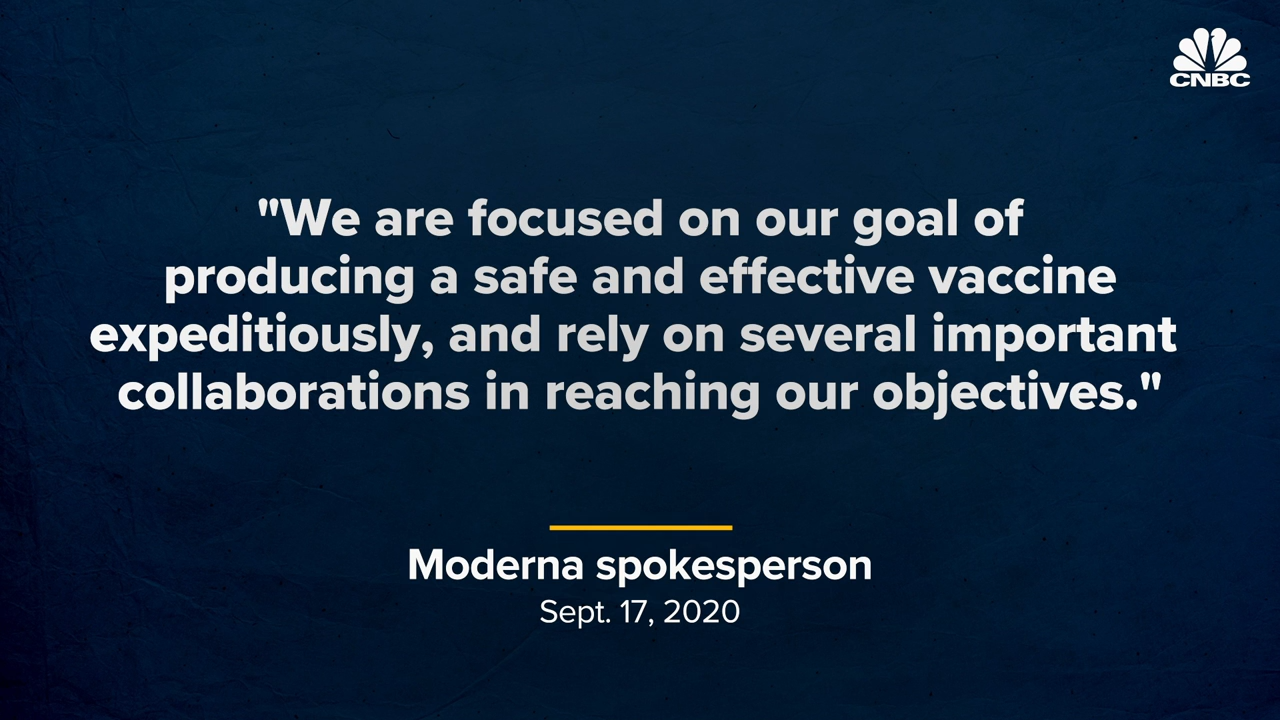 CNBC
"We are focused on our goal of
producing a safe and effective vaccine
expeditiously, and rely on several important
collaborations in reaching our objectives."
Moderna spokesperson
Sept. 17, 2020